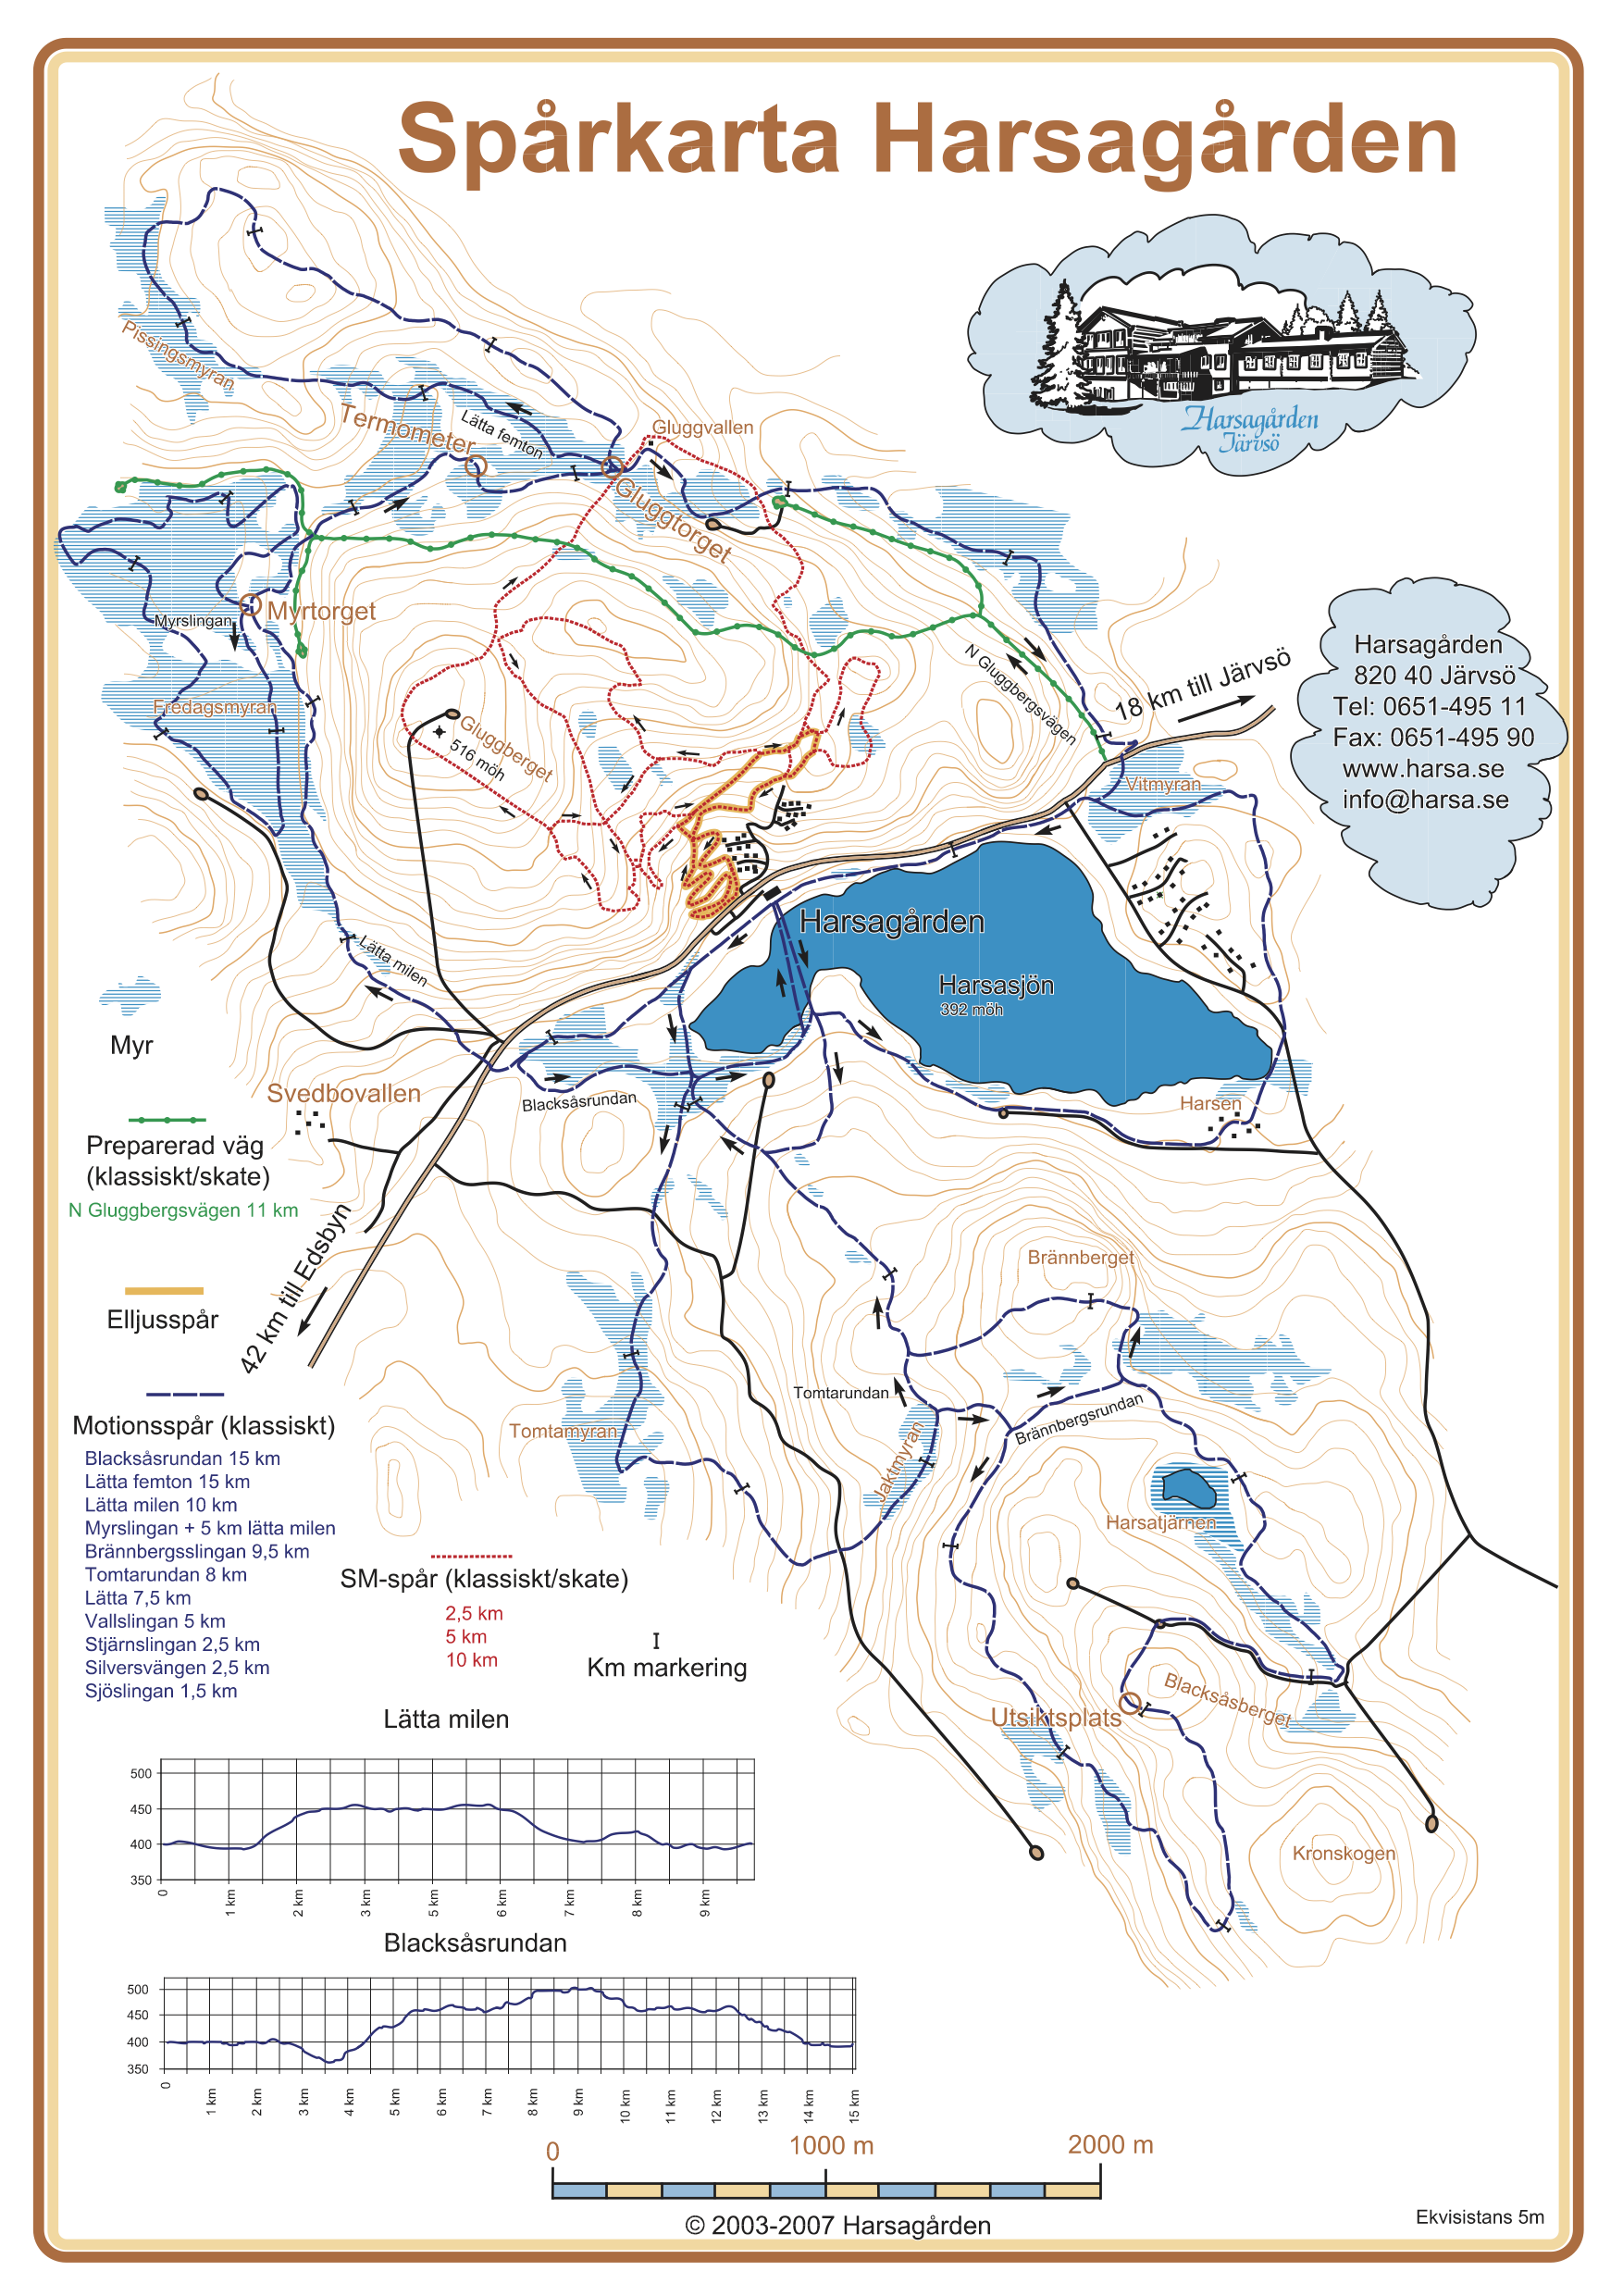 Spårkarta Harsagården
Harsagården
Järvsö
Pissingsmyran
Termometer
Lätta femton
Gluggvallen
Gluggtorget
Myrtorget
Myrslingan
Fredagsmyran
Gluggberget
516 möh
N Gluggbergsvägen
18 km till Järvsö
Vitmyran
Harsagården
820 40 Järvsö
Tel: 0651-495 11
Fax: 0651-495 90
www.harsa.se
info@harsa.se
Lätta milen
Harsagården
Harsasjön
392 möh
Myr
Svedbovallen
Blacksåsrundan
Harsen
Preparerad väg
(klassiskt/skate)
N Gluggbergsvägen 11 km
42 km till Edsbyn
Elljusspår
Brännberget
Tomtarundan
Tomtamyran
Jaktmyran
Brännbergsrundan
Harsatjärnen
Motionsspår (klassiskt)
Blacksåsrundan 15 km
Lätta femton 15 km
Lätta milen 10 km
Myrslingan + 5 km lätta milen
Brännbergsslingan 9,5 km
Tomtarundan 8 km
Lätta 7,5 km
Vallslingan 5 km
Stjärnslingan 2,5 km
Silversvängen 2,5 km
Sjöslingan 1,5 km
SM-spår (klassiskt/skate)
2,5 km
5 km
10 km
Km markering
Blacksåsberget
Utsiktsplats
Kronskogen
Lätta milen
500
450
400
350
0 1 km 2 km 3 km 5 km 6 km 7 km 8 km 9 km
Blacksåsrundan
500
450
400
350
0 1 km 2 km 3 km 4 km 5 km 6 km 7 km 8 km 9 km 10 km 11 km 12 km 13 km 14 km 15 km
0 1000 m 2000 m
© 2003-2007 Harsagården
Ekvisistans 5m